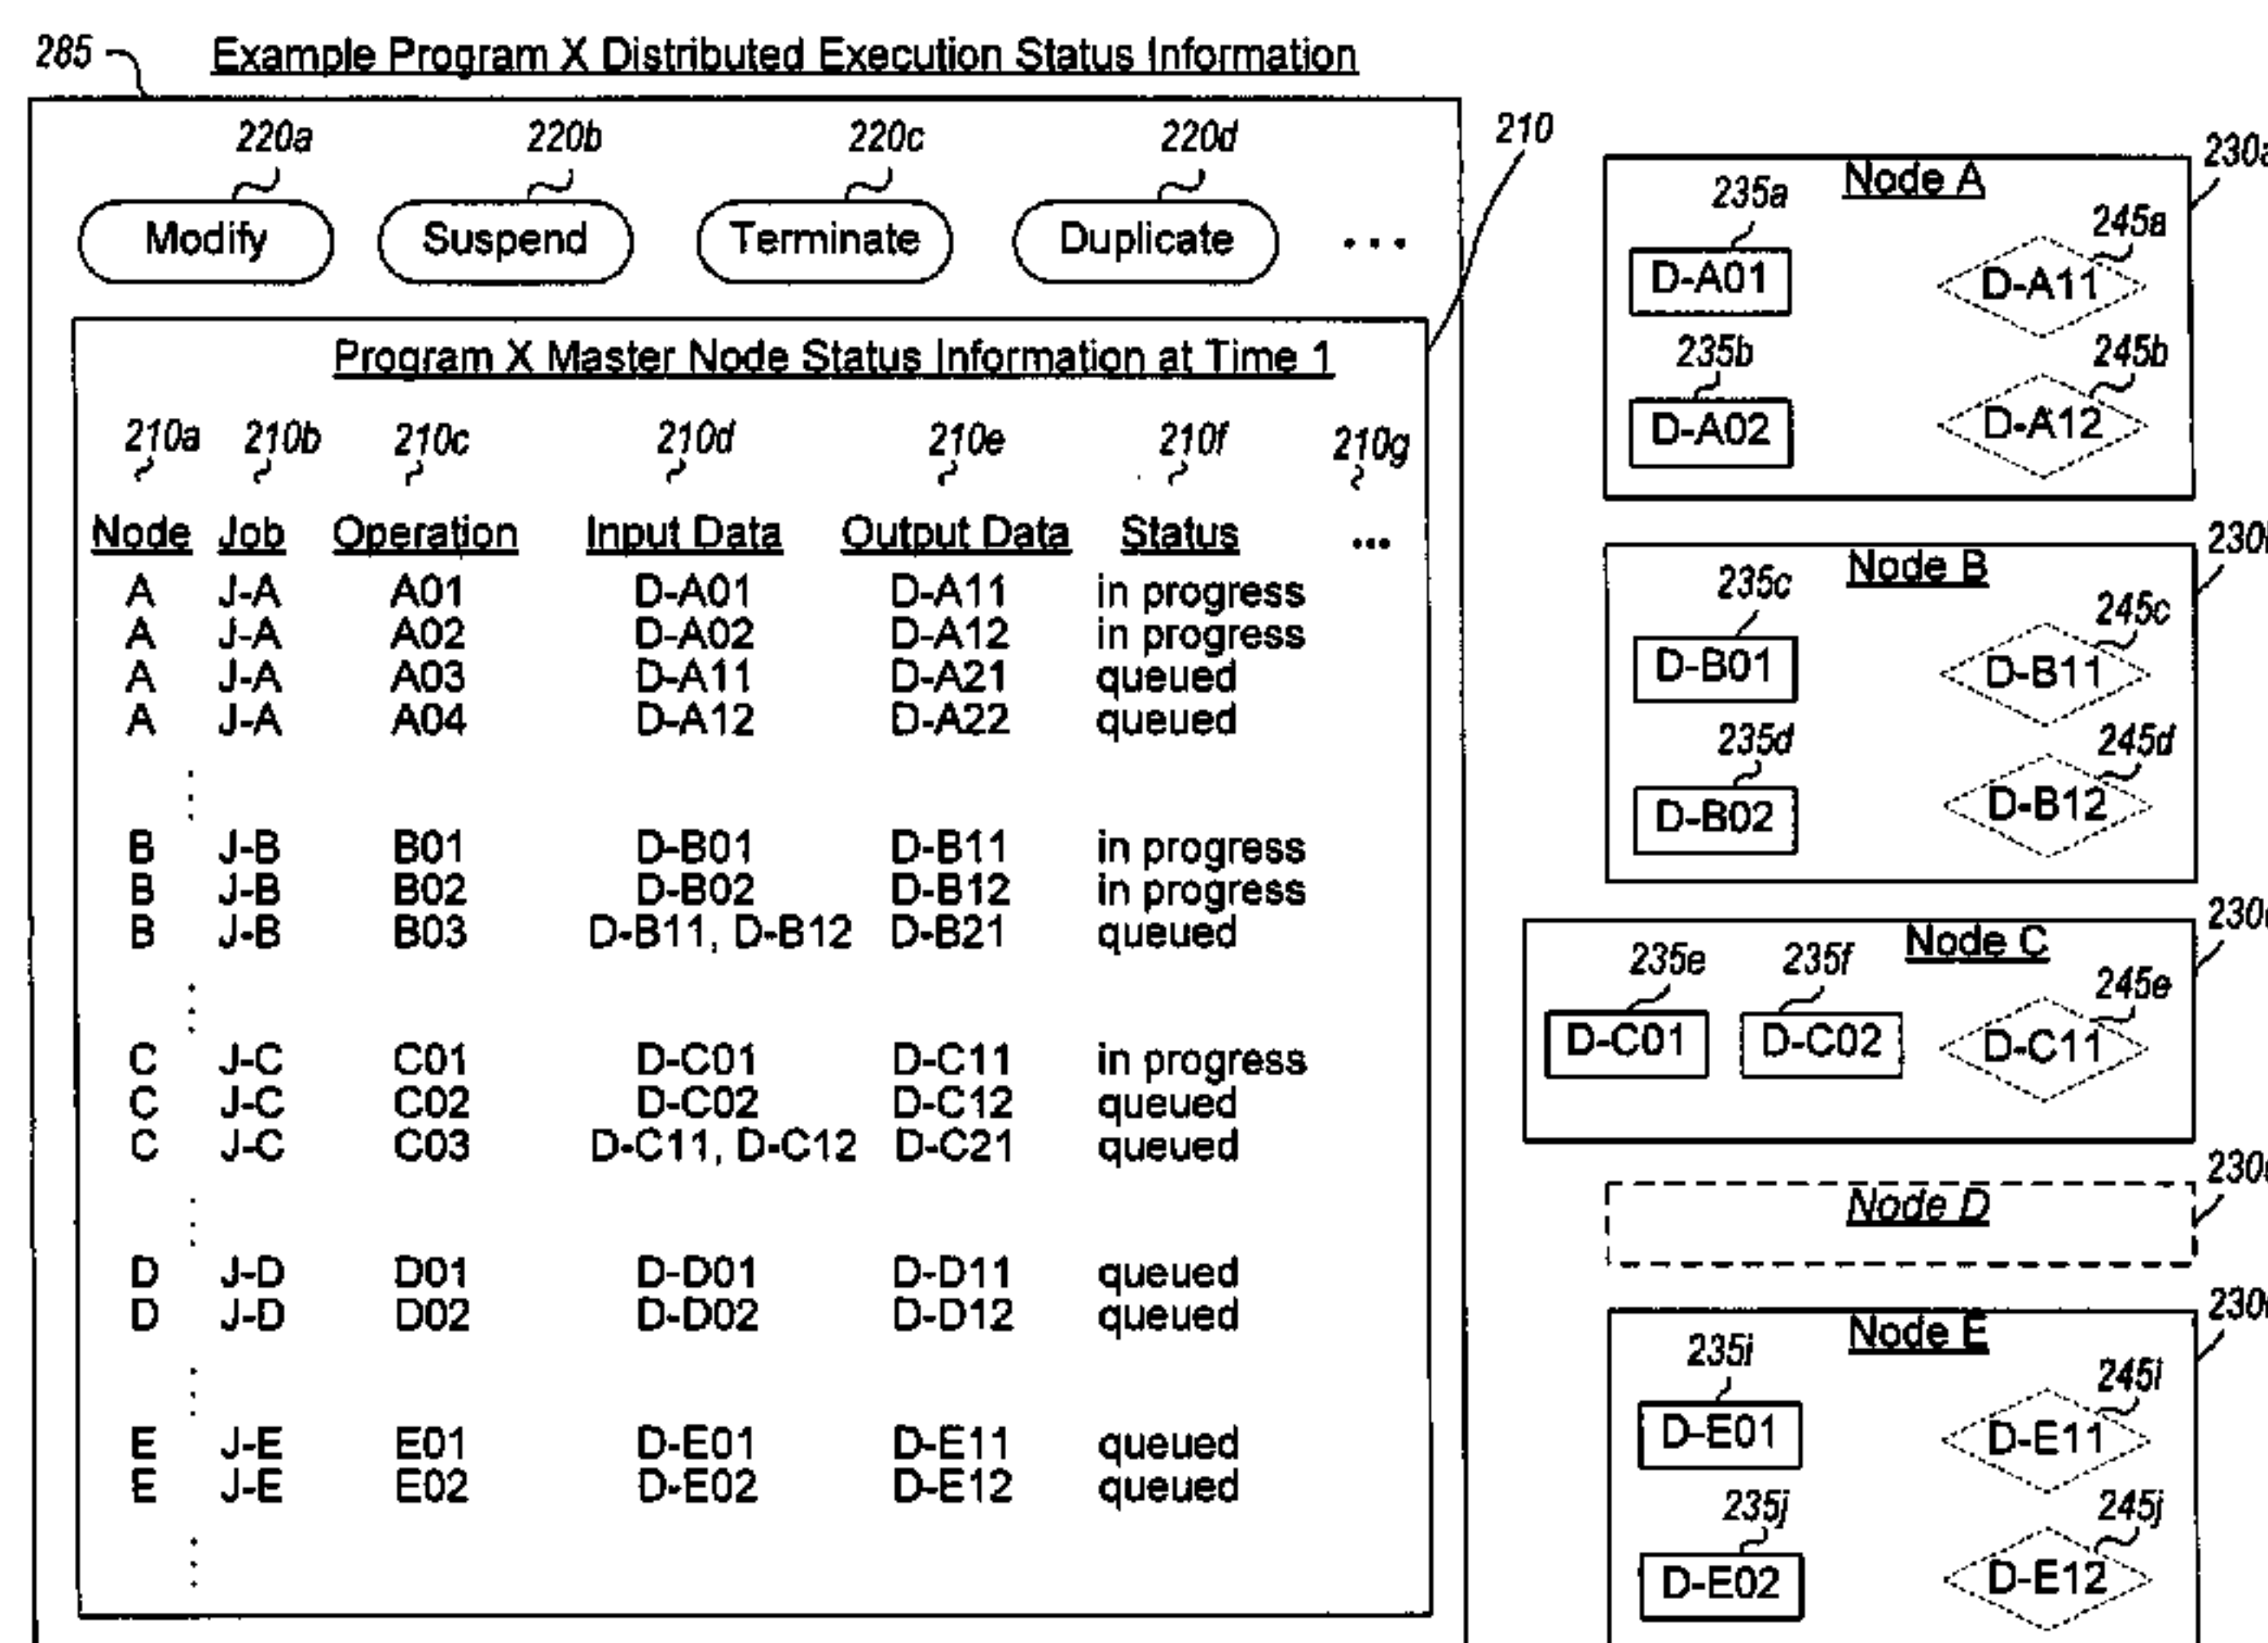 285 Example Program X Distributed Execution Status Information
220a 220b 220c 220d
Modify Suspend Terminate Duplicate ...
210
Program X Master Node Status Information at Time 1
210a 210b 210c 210d 210e 210f 210g
Node Job Operation Input Data Output Data Status ...
A J-A A01 D-A01 D-A11 in progress
A J-A A02 D-A02 D-A12 in progress
A J-A A03 D-A11 D-A21 queued
A J-A A04 D-A12 D-A22 queued
B J-B B01 D-B01 D-B11 in progress
B J-B B02 D-B02 D-B12 in progress
B J-B B03 D-B11, D-B12 D-B21 queued
C J-C C01 D-C01 D-C11 in progress
C J-C C02 D-C02 D-C12 queued
C J-C C03 D-C11, D-C12 D-C21 queued
D J-D D01 D-D01 D-D11 queued
D J-D D02 D-D02 D-D12 queued
E J-E E01 D-E01 D-E11 queued
E J-E E02 D-E02 D-E12 queued
230a
Node A
235a 245a
D-A01 D-A11
235b 245b
D-A02 D-A12
Node B
235c 245c
D-B01 D-B11
235d 245d
D-B02 D-B12
Node C
235e 235f 245e
D-C01 D-C02 D-C11
Node D
Node E
235i 245i
D-E01 D-E11
235j 245j
D-E02 D-E12